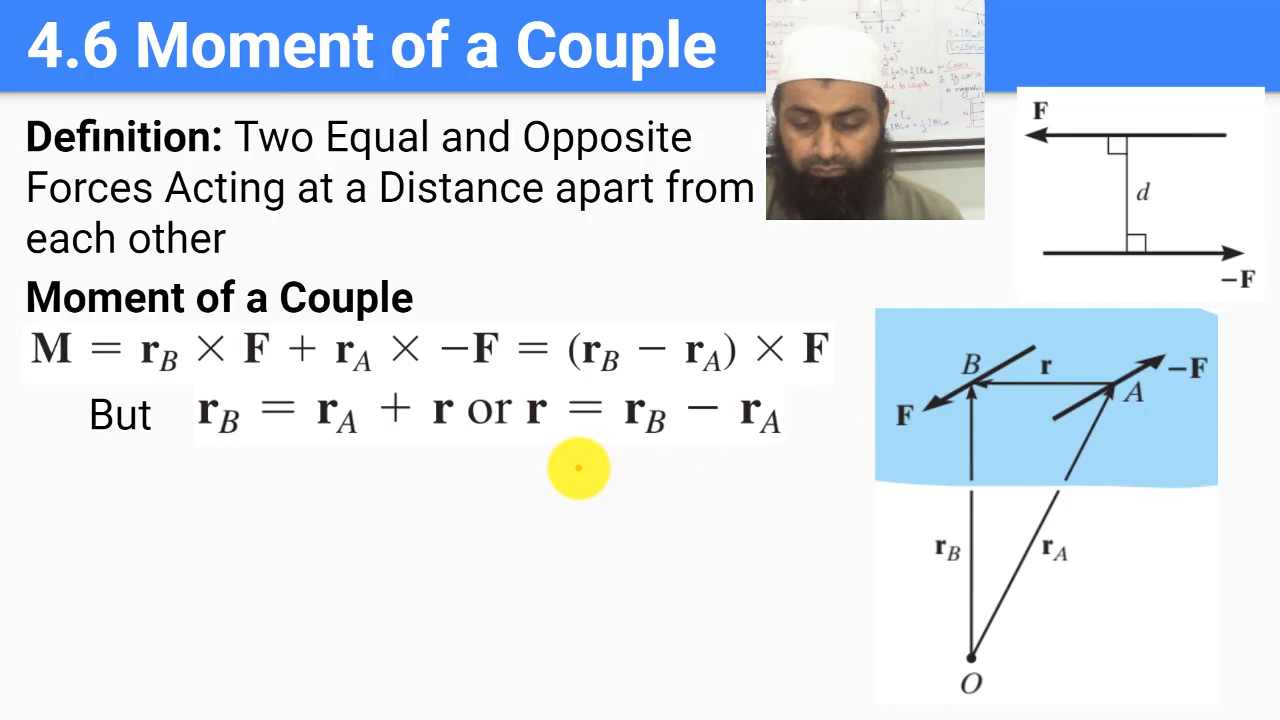 4.6 Moment of a Couple
Definition: Two Equal and Opposite
Forces Acting at a Distance apart from
each other
Moment of a Couple
M = r_B × F + r_A × −F = (r_B − r_A) × F
But r_B = r_A + r or r = r_B − r_A
F
d
−F
B
r
−F
A
F
r_B
r_A
O